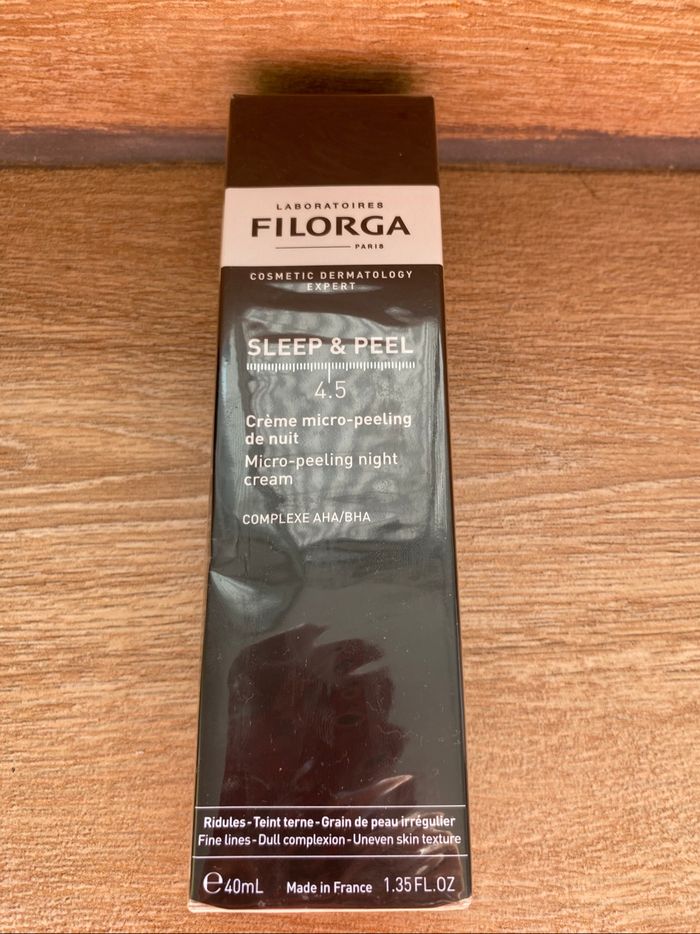 LABORATOIRES
FILORGA
PARIS
COSMETIC DERMATOLOGY
EXPERT
SLEEP & PEEL
4.5
Crème micro-peeling
de nuit
Micro-peeling night
cream
COMPLEXE AHA/BHA
Ridules-Teint terne-Grain de peau irrégulier
Fine lines-Dull complexion-Uneven skin texture
℮40mL Made in France 1.35FL.OZ